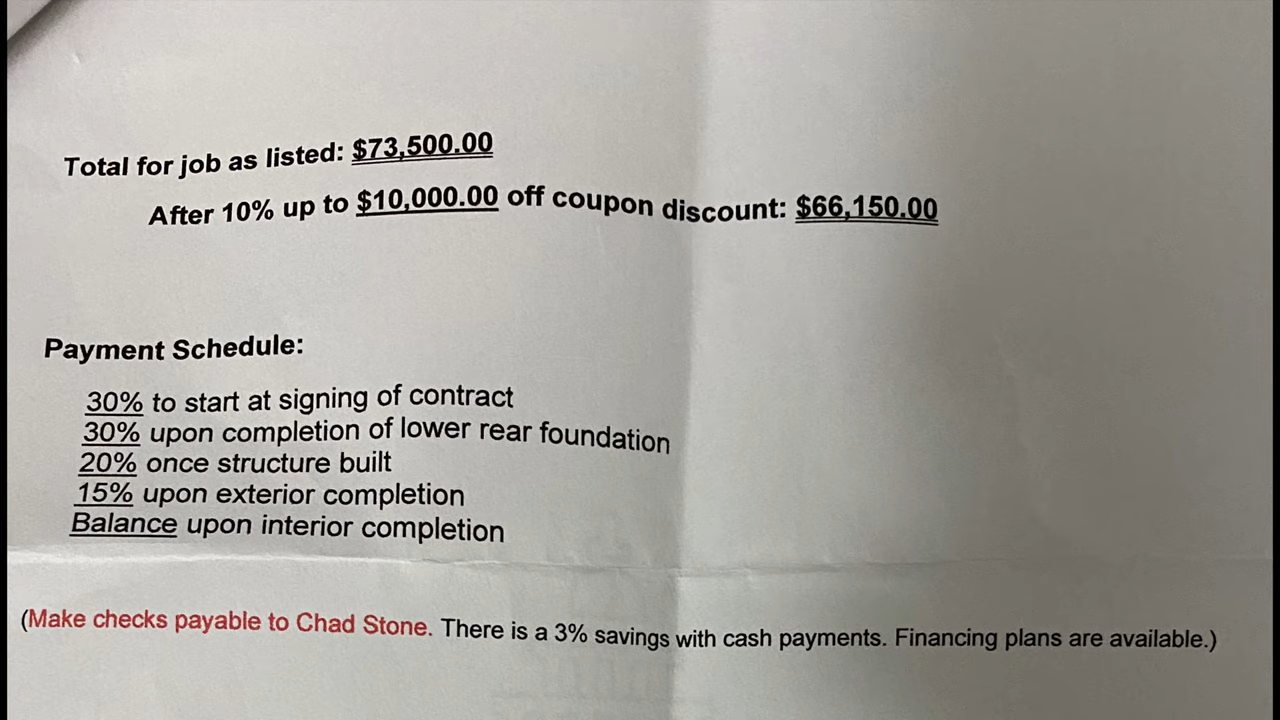 Total for job as listed: $73,500.00
After 10% up to $10,000.00 off coupon discount: $66,150.00
Payment Schedule:
30% to start at signing of contract
30% upon completion of lower rear foundation
20% once structure built
15% upon exterior completion
Balance upon interior completion
(Make checks payable to Chad Stone. There is a 3% savings with cash payments. Financing plans are available.)